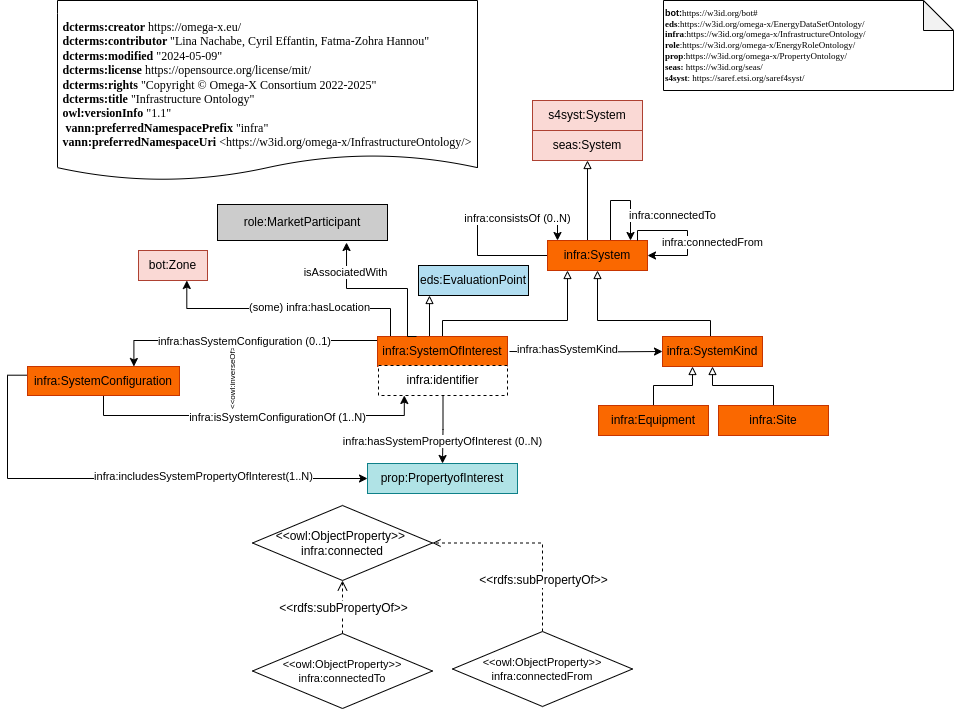 dcterms:creator https://omega-x.eu/
dcterms:contributor "Lina Nachabe, Cyril Effantin, Fatma-Zohra Hannou"
dcterms:modified "2024-05-09"
dcterms:license https://opensource.org/license/mit/
dcterms:rights "Copyright © Omega-X Consortium 2022-2025"
dcterms:title "Infrastructure Ontology"
owl:versionInfo "1.1"
vann:preferredNamespacePrefix "infra"
vann:preferredNamespaceUri <https://w3id.org/omega-x/InfrastructureOntology/>
bot:https://w3id.org/bot#
eds:https://w3id.org/omega-x/EnergyDataSetOntology/
infra:https://w3id.org/omega-x/InfrastructureOntology/
role:https://w3id.org/omega-x/EnergyRoleOntology/
prop:https://w3id.org/omega-x/PropertyOntology/
seas: https://w3id.org/seas/
s4syst: https://saref.etsi.org/saref4syst/
s4syst:System
seas:System
role:MarketParticipant
infra:consistsOf (0..N)
infra:connectedTo
infra:connectedFrom
infra:System
bot:Zone
isAssociatedWith
eds:EvaluationPoint
(some) infra:hasLocation
infra:hasSystemConfiguration (0..1)
infra:SystemOfInterest
infra:hasSystemKind
infra:SystemKind
infra:SystemConfiguration
<<owl:inverseOf>
infra:identifier
infra:isSystemConfigurationOf (1..N)
infra:Equipment
infra:Site
infra:hasSystemPropertyOfInterest (0..N)
infra:includesSystemPropertyOfInterest(1..N)
prop:PropertyofInterest
<<owl:ObjectProperty>>
infra:connected
<<rdfs:subPropertyOf>>
<<rdfs:subPropertyOf>>
<<owl:ObjectProperty>>
infra:connectedTo
<<owl:ObjectProperty>>
infra:connectedFrom